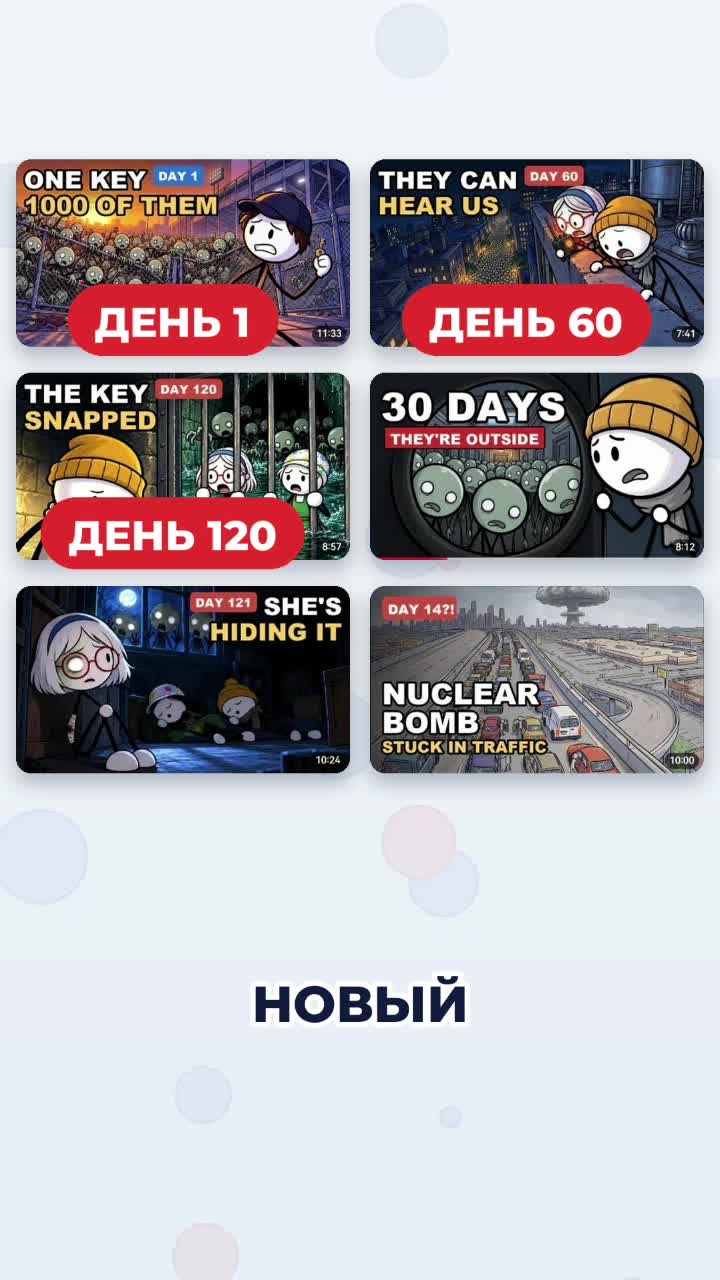 ONE KEY DAY 1
1000 OF THEM
11:33
ДЕНЬ 1
THEY CAN DAY 60
HEAR US
7:41
ДЕНЬ 60
THE KEY DAY 120
SNAPPED
8:57
ДЕНЬ 120
30 DAYS
THEY'RE OUTSIDE
8:12
DAY 121 SHE'S
HIDING IT
10:24
DAY 14?!
NUCLEAR
BOMB
STUCK IN TRAFFIC
10:00
НОВЫЙ